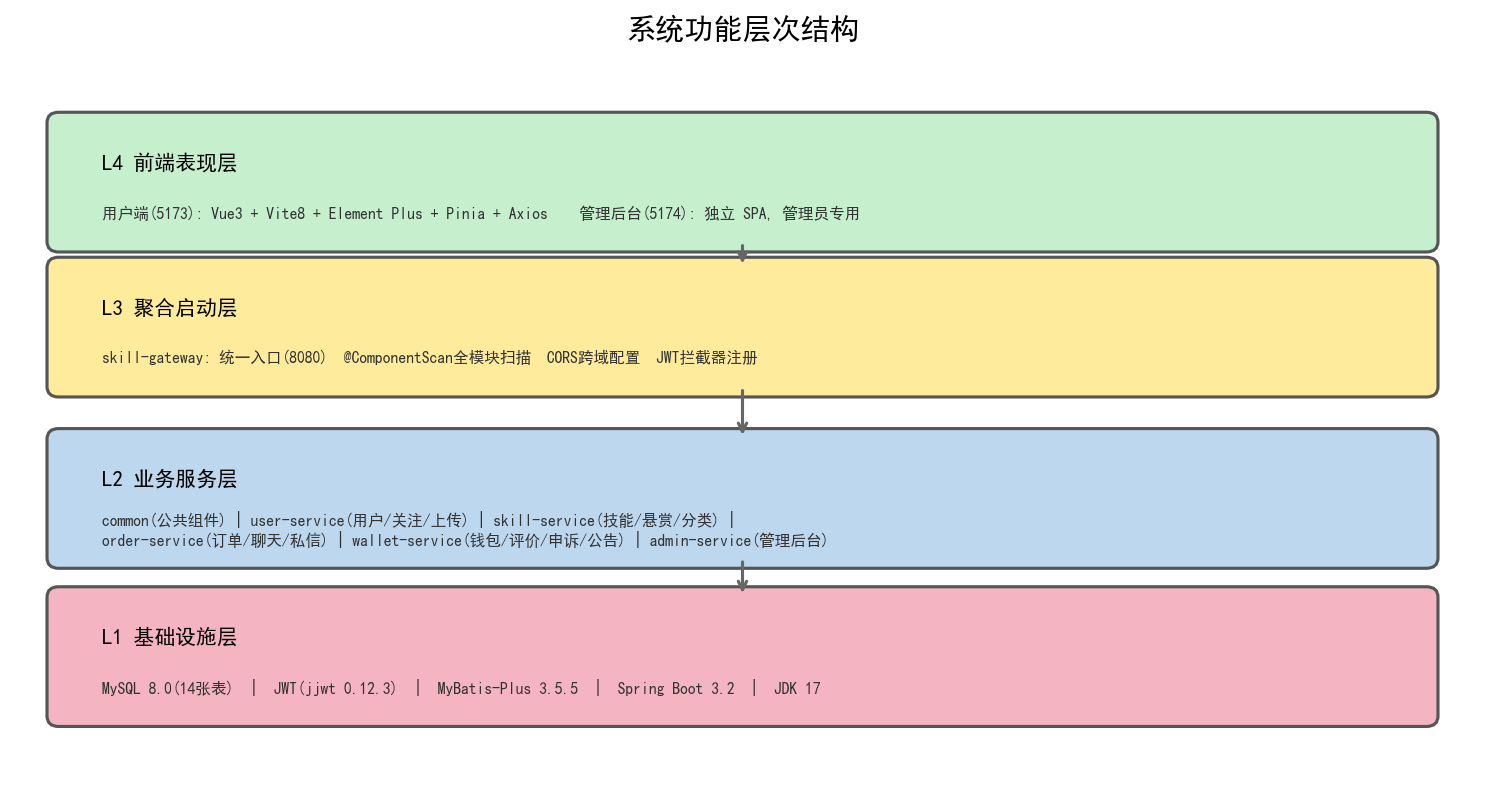 系统功能层次结构
L4 前端表现层
用户端(5173): Vue3 + Vite8 + Element Plus + Pinia + Axios    管理后台(5174): 独立 SPA, 管理员专用
L3 聚合启动层
skill-gateway: 统一入口(8080)  @ComponentScan全模块扫描  CORS跨域配置  JWT拦截器注册
L2 业务服务层
common(公共组件) | user-service(用户/关注/上传) | skill-service(技能/悬赏/分类) |
order-service(订单/聊天/私信) | wallet-service(钱包/评价/申诉/公告) | admin-service(管理后台)
L1 基础设施层
MySQL 8.0(14张表)  |  JWT(jjwt 0.12.3)  |  MyBatis-Plus 3.5.5  |  Spring Boot 3.2  |  JDK 17